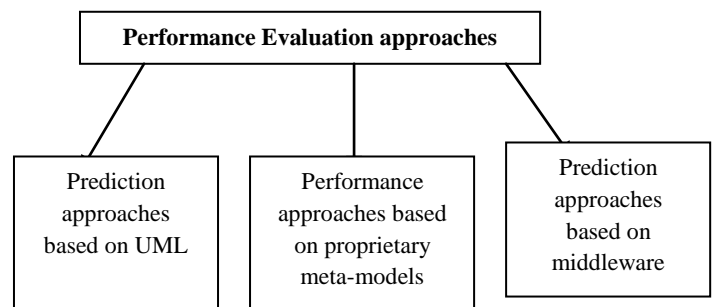 Performance Evaluation approaches
Prediction
approaches
based on UML
Performance
approaches based
on proprietary
meta-models
Prediction
approaches
based on
middleware